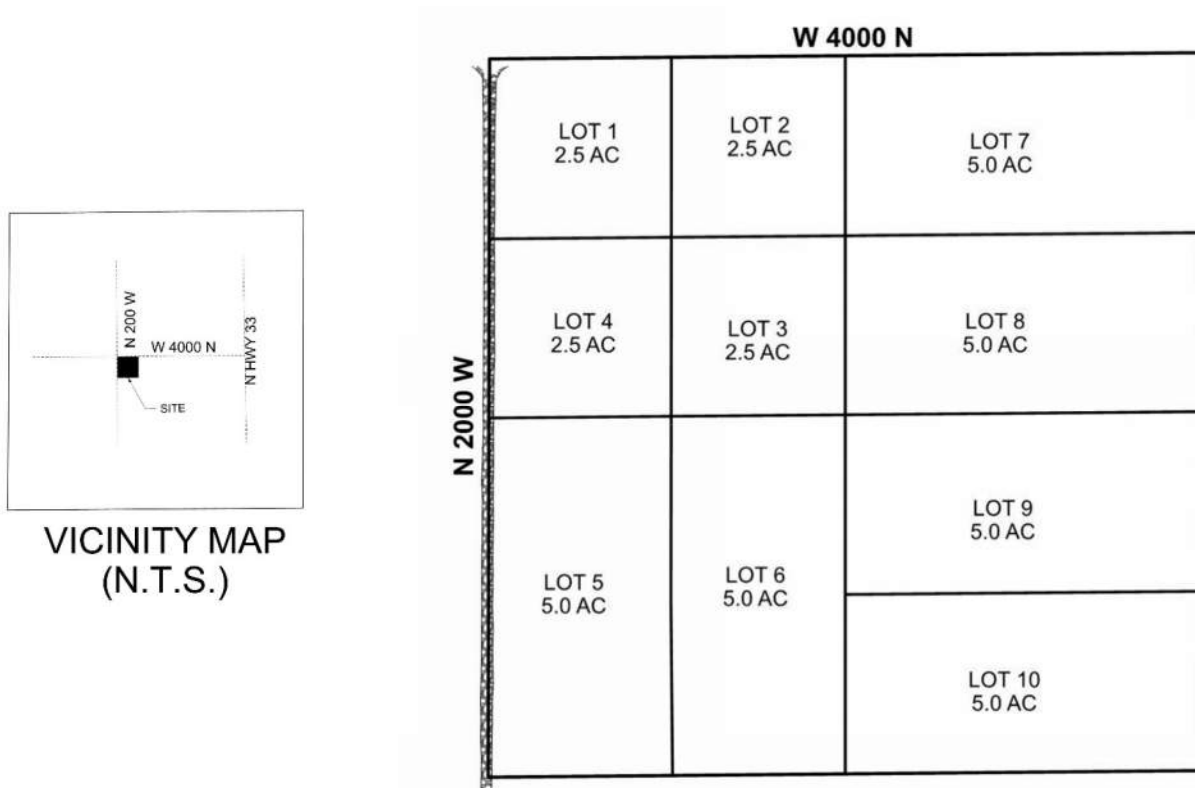 W 4000 N
LOT 1
2.5 AC
LOT 2
2.5 AC
LOT 7
5.0 AC
LOT 4
2.5 AC
LOT 3
2.5 AC
LOT 8
5.0 AC
N 2000 W
LOT 5
5.0 AC
LOT 6
5.0 AC
LOT 9
5.0 AC
LOT 10
5.0 AC
N 200 W
W 4000 N
N HWY 33
SITE
VICINITY MAP
(N.T.S.)